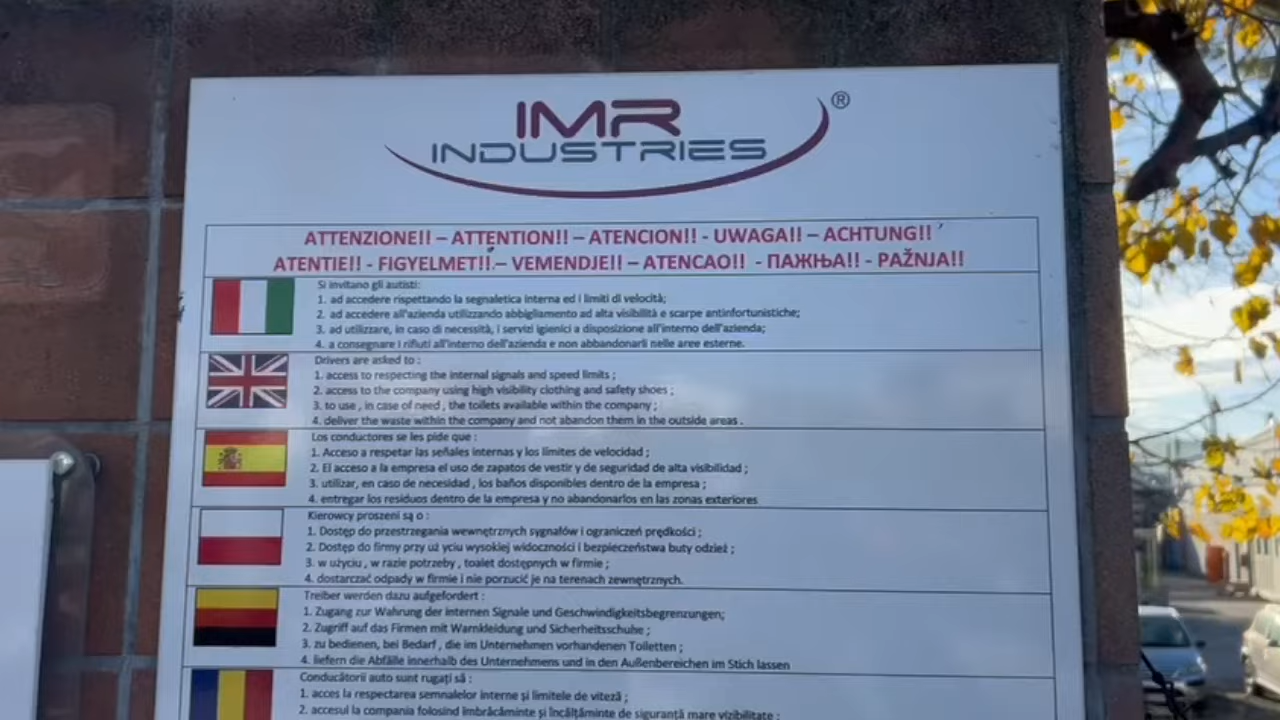 IMR
INDUSTRIES ®
ATTENZIONE!! – ATTENTION!! – ATENCION!! - UWAGA!! – ACHTUNG!!
ATENTIE!! - FIGYELMET!! – VEMENDJE!! – ATENCAO!! - ПАЖЊА!! - PAŽNJA!!
Si invitano gli autisti:
1. ad accedere rispettando la segnaletica interna ed i limiti di velocità;
2. ad accedere all'azienda utilizzando abbigliamento ad alta visibilità e scarpe antinfortunistiche;
3. ad utilizzare, in caso di necessità, i servizi igienici a disposizione all'interno dell'azienda;
4. a consegnare i rifiuti all'interno dell'azienda e non abbandonarli nelle aree esterne.
Drivers are asked to :
1. access to respecting the internal signals and speed limits ;
2. access to the company using high visibility clothing and safety shoes ;
3. to use , in case of need , the toilets available within the company ;
4. deliver the waste within the company and not abandon them in the outside areas .
Los conductores se les pide que :
1. Acceso a respetar las señales internas y los límites de velocidad ;
2. El acceso a la empresa el uso de zapatos de vestir y de seguridad de alta visibilidad ;
3. utilizar, en caso de necesidad , los baños disponibles dentro de la empresa ;
4. entregar los residuos dentro de la empresa y no abandonarlos en las zonas exteriores
Kierowcy proszeni są o :
1. Dostęp do przestrzegania wewnętrznych sygnałów i ograniczeń prędkości ;
2. Dostęp do firmy przy uż yciu wysokiej widoczności i bezpieczeństwa buty odzież ;
3. w użyciu , w razie potrzeby , toalet dostępnych w firmie ;
4. dostarczać odpady w firmie i nie porzucić je na terenach zewnętrznych.
Treiber werden dazu aufgefordert :
1. Zugang zur Wahrung der internen Signale und Geschwindigkeitsbegrenzungen;
2. Zugriff auf das Firmen mit Warnkleidung und Sicherheitsschuhe ;
3. zu bedienen, bei Bedarf , die im Unternehmen vorhandenen Toiletten ;
4. liefern die Abfälle innerhalb des Unternehmens und in den Außenbereichen im Stich lassen
Conducătorii auto sunt rugați să :
1. acces la respectarea semnalelor interne și limitele de viteză ;
2. accesul la compania folosind îmbrăcăminte și încălțăminte de siguranță mare vizibilitate ;